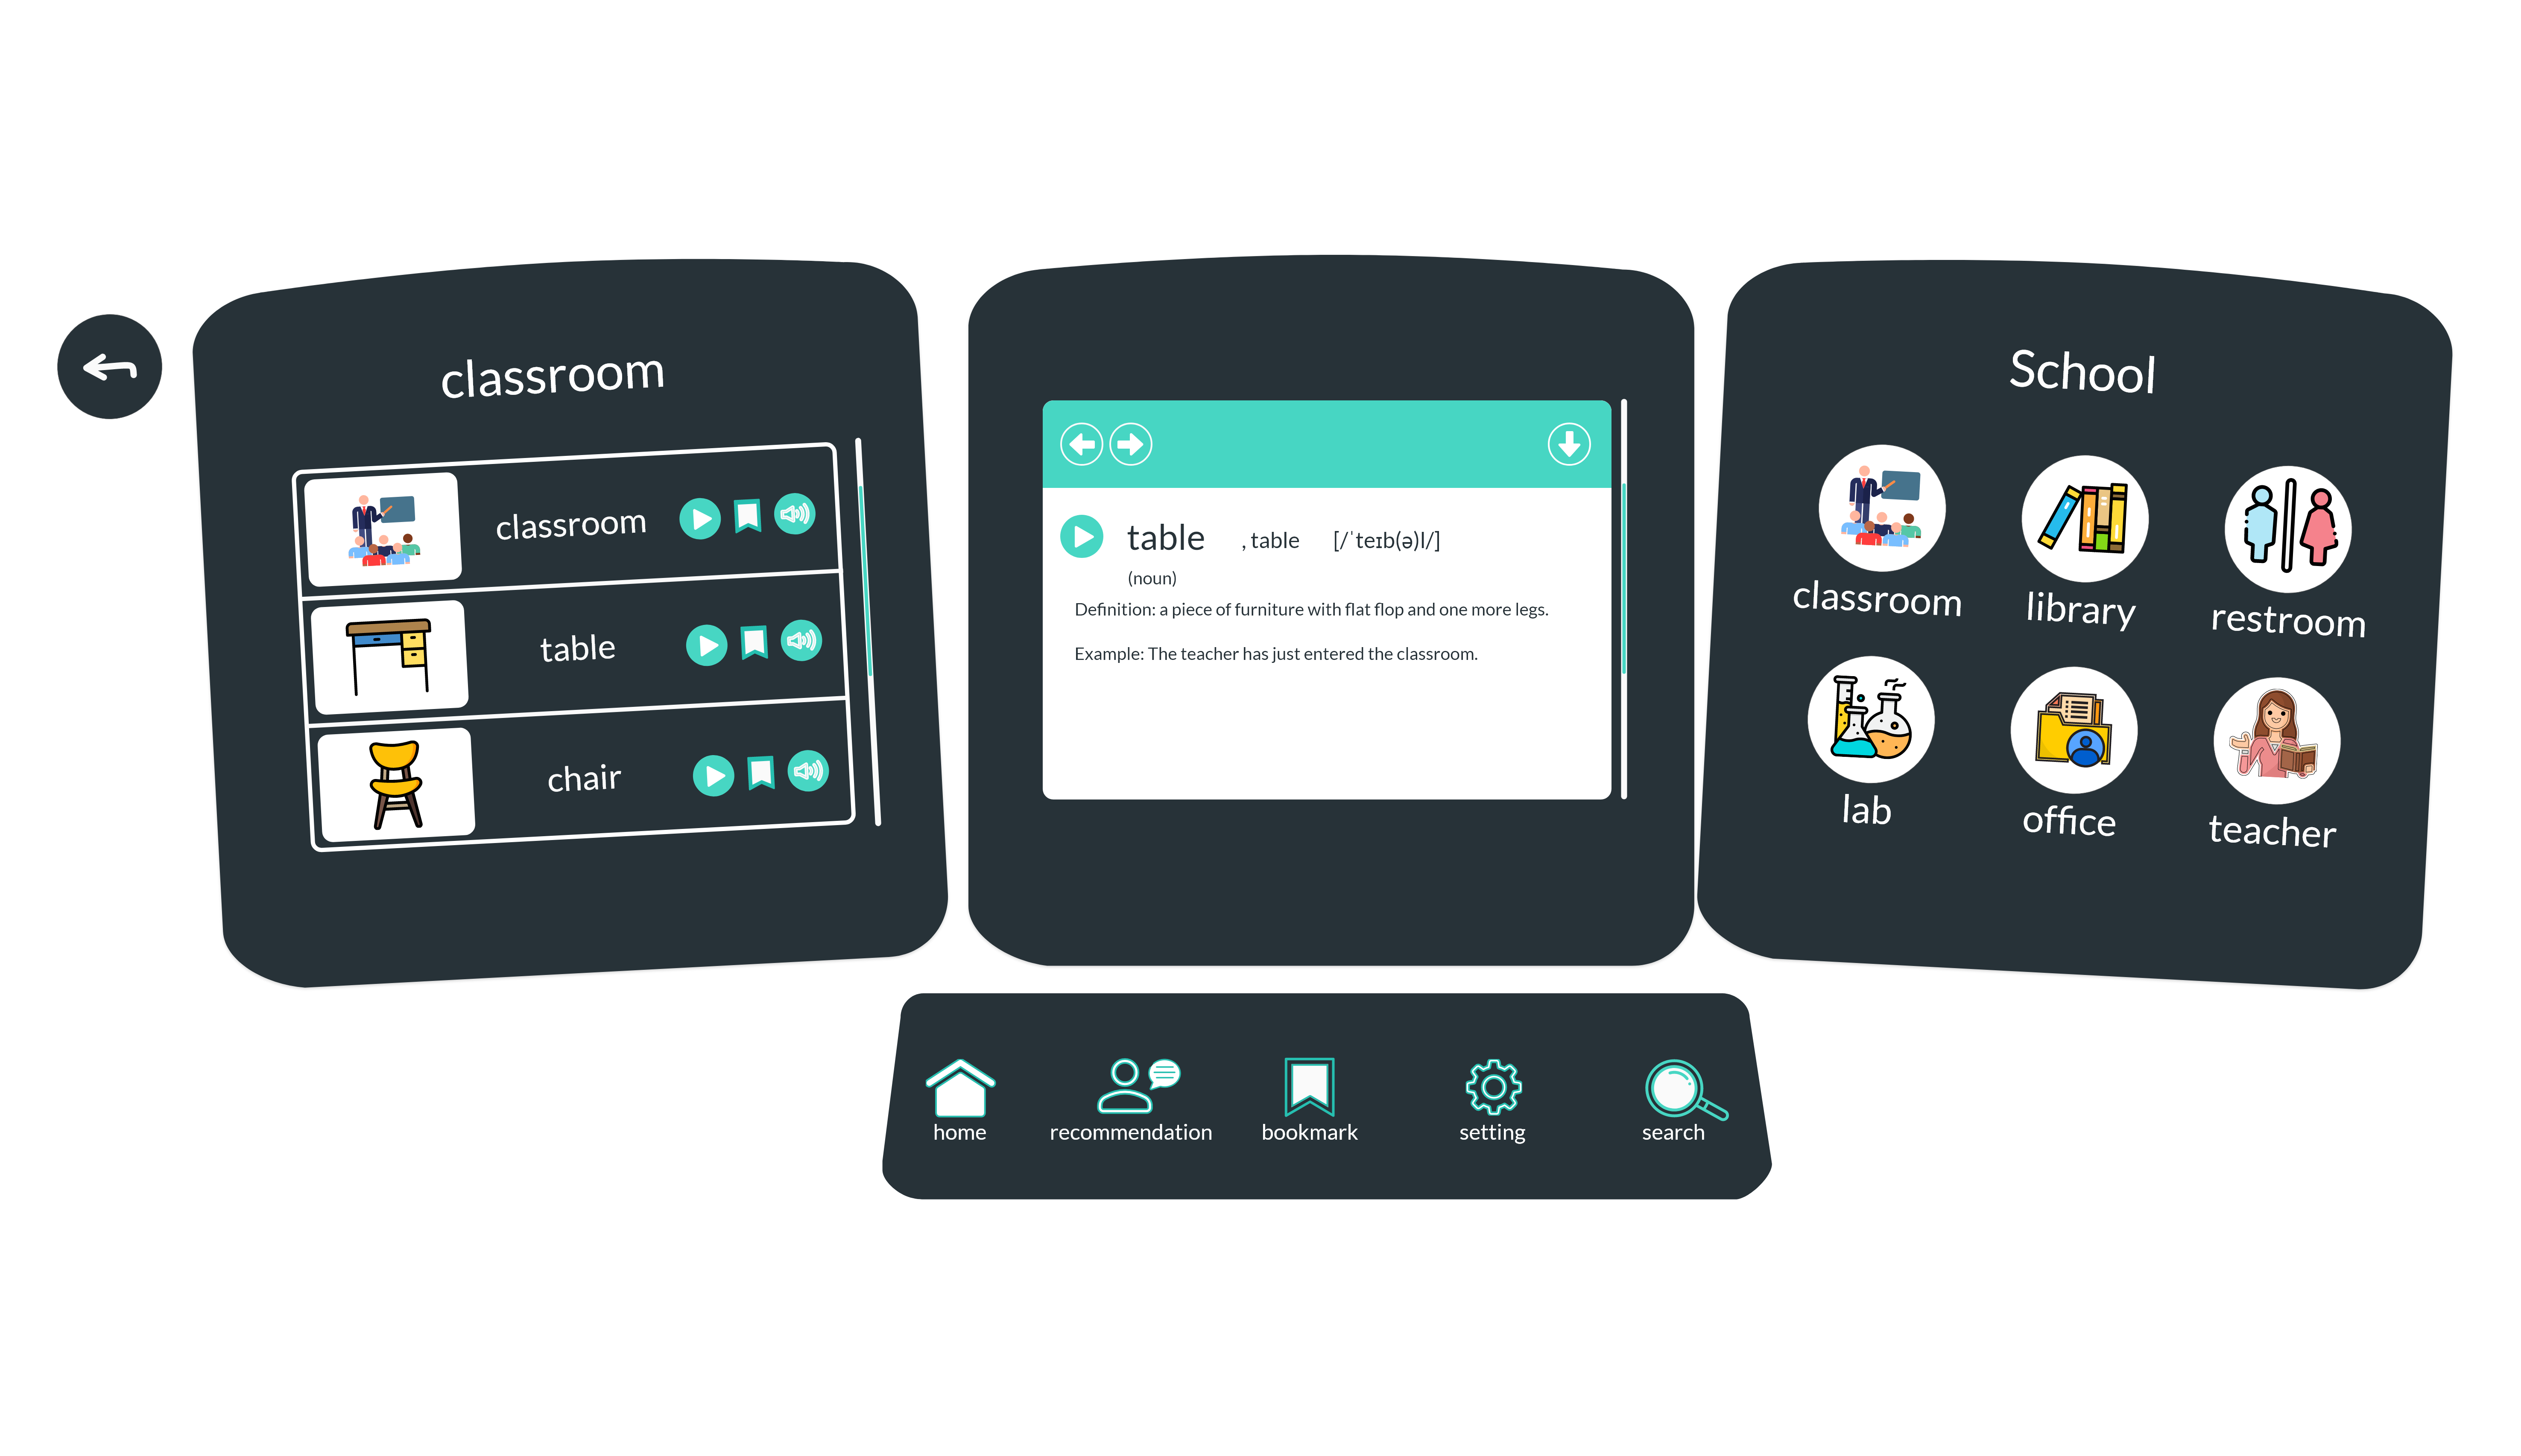 classroom
classroom
table
chair
table , table [/ˈteɪb(ə)l/]
(noun)
Definition: a piece of furniture with flat flop and one more legs.
Example: The teacher has just entered the classroom.
School
classroom library restroom
lab office teacher
home recommendation bookmark setting search